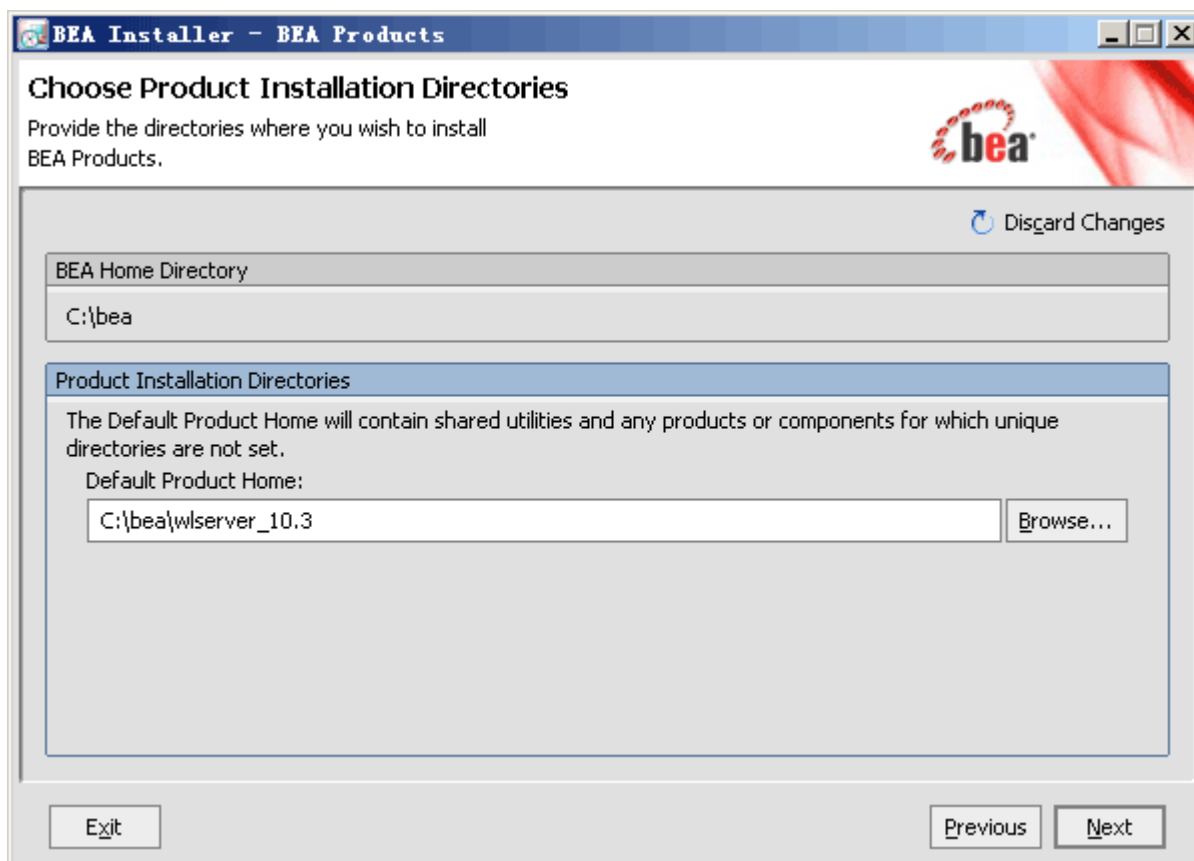 BEA Installer - BEA Products
Choose Product Installation Directories
Provide the directories where you wish to install
BEA Products.
bea
Discard Changes
BEA Home Directory
C:\bea
Product Installation Directories
The Default Product Home will contain shared utilities and any products or components for which unique
directories are not set.
Default Product Home:
C:\bea\wlserver_10.3
Browse...
Exit
Previous
Next